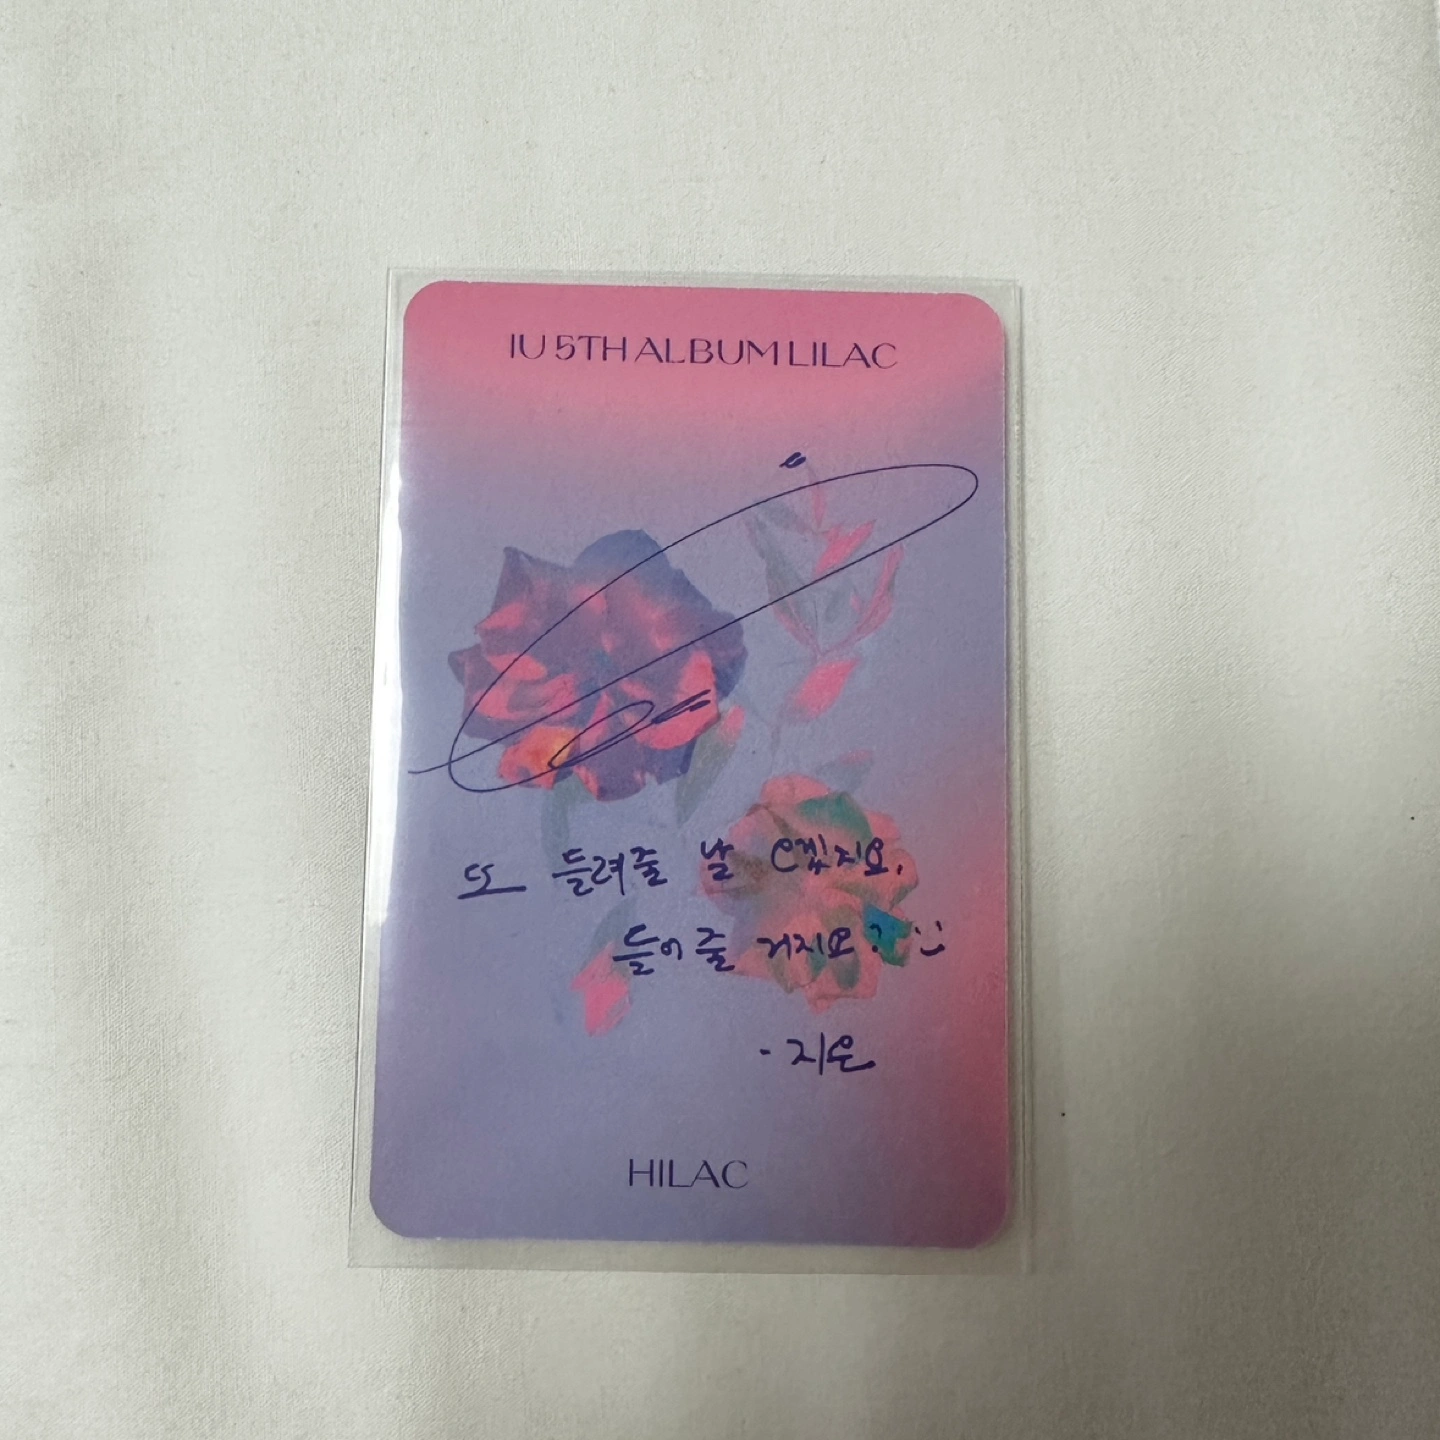 IU 5TH ALBUM LILAC
또 들려줄 날 오겠지요.
들어줄 거지요? :)
- 지은
HILAC